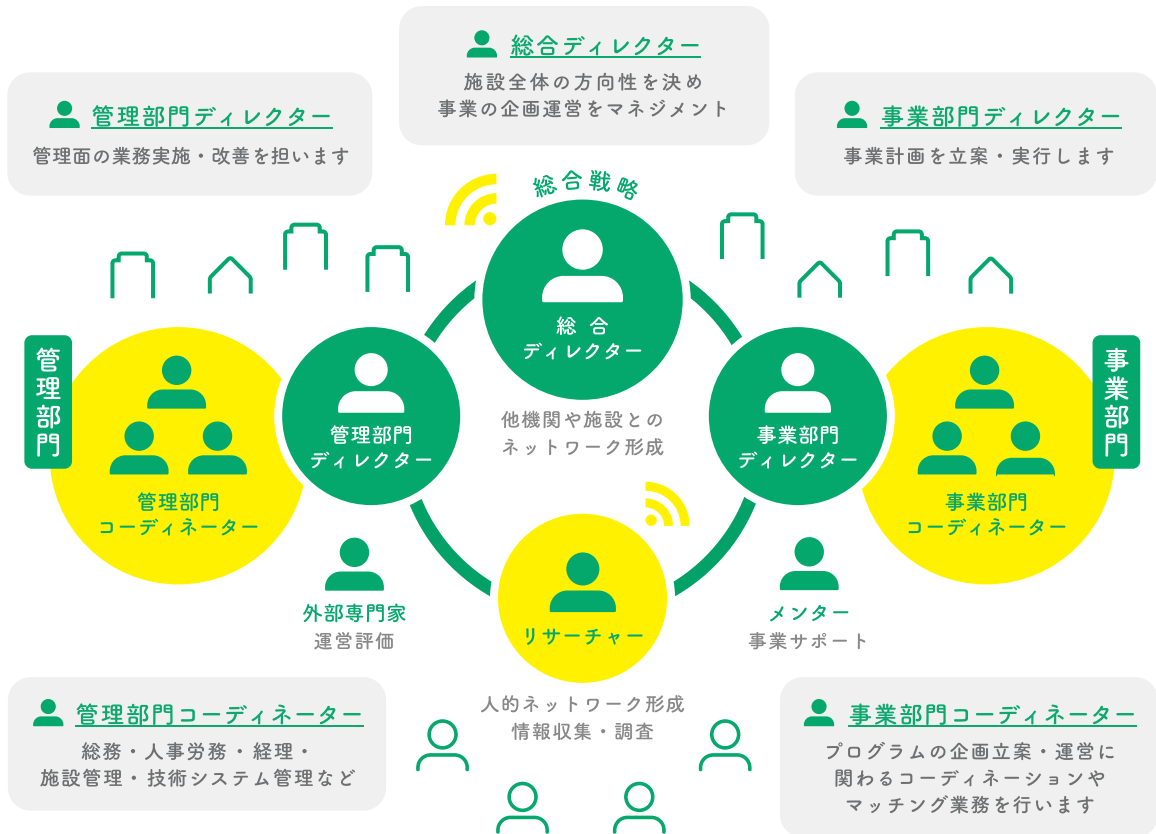 総合ディレクター
施設全体の方向性を決め
事業の企画運営をマネジメント
管理部門ディレクター
管理面の業務実施・改善を担います
事業部門ディレクター
事業計画を立案・実行します
総合戦略
総合
ディレクター
他機関や施設との
ネットワーク形成
管理部門
管理部門
コーディネーター
管理部門
ディレクター
事業部門
ディレクター
事業部門
コーディネーター
事業部門
外部専門家
運営評価
リサーチャー
人的ネットワーク形成
情報収集・調査
メンター
事業サポート
管理部門コーディネーター
総務・人事労務・経理・
施設管理・技術システム管理など
事業部門コーディネーター
プログラムの企画立案・運営に
関わるコーディネーションや
マッチング業務を行います